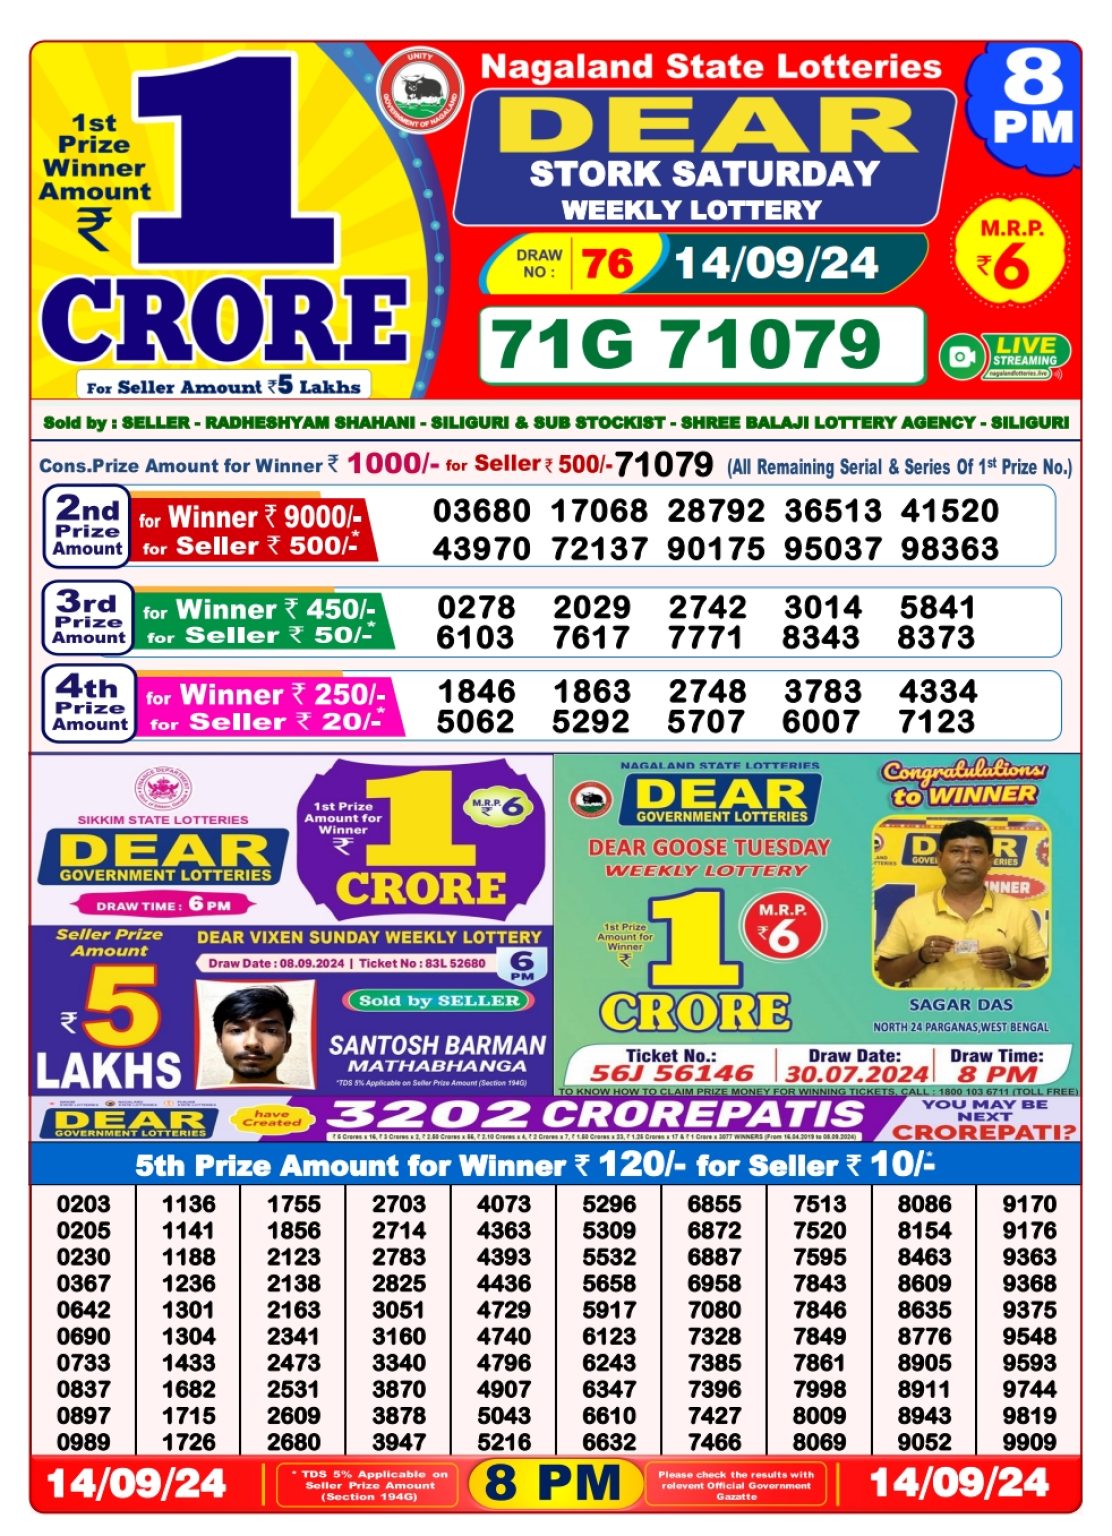 1st
Prize
Winner
Amount
₹
1
CRORE
For Seller Amount ₹5 Lakhs
UNITY
GOVERNMENT OF NAGALAND
Nagaland State Lotteries
DEAR
STORK SATURDAY
WEEKLY LOTTERY
8
PM
DRAW
NO :
76
14/09/24
M.R.P.
₹6
71G 71079
LIVE
STREAMING
nagalandlotteries.live
Sold by : SELLER - RADHESHYAM SHAHANI - SILIGURI & SUB STOCKIST - SHREE BALAJI LOTTERY AGENCY - SILIGURI
Cons.Prize Amount for Winner ₹ 1000/- for Seller ₹ 500/- 71079 (All Remaining Serial & Series Of 1st Prize No.)
2nd
Prize
Amount
for Winner ₹ 9000/-
for Seller ₹ 500/-*
03680 17068 28792 36513 41520
43970 72137 90175 95037 98363
3rd
Prize
Amount
for Winner ₹ 450/-
for Seller ₹ 50/-*
0278 2029 2742 3014 5841
6103 7617 7771 8343 8373
4th
Prize
Amount
for Winner ₹ 250/-
for Seller ₹ 20/-*
1846 1863 2748 3783 4334
5062 5292 5707 6007 7123
SIKKIM STATE LOTTERIES
DEAR
GOVERNMENT LOTTERIES
DRAW TIME : 6 PM
1st Prize
Amount for
Winner
₹
1
CRORE
M.R.P.
₹ 6
Seller Prize
Amount
₹5
LAKHS
DEAR VIXEN SUNDAY WEEKLY LOTTERY
Draw Date : 08.09.2024 | Ticket No : 83L 52680
6
PM
Sold by SELLER
SANTOSH BARMAN
MATHABHANGA
*TDS 5% Applicable on Seller Prize Amount (Section 194G)
NAGALAND STATE LOTTERIES
DEAR
GOVERNMENT LOTTERIES
Congratulations
to WINNER
DEAR GOOSE TUESDAY
WEEKLY LOTTERY
1st Prize
Amount for
Winner
₹
1
CRORE
M.R.P.
₹6
SAGAR DAS
NORTH 24 PARGANAS,WEST BENGAL
Ticket No.:
56J 56146
Draw Date:
30.07.2024
Draw Time:
8 PM
TO KNOW HOW TO CLAIM PRIZE MONEY FOR WINNING TICKETS, CALL : 1800 103 6711 (TOLL FREE)
DEAR
GOVERNMENT LOTTERIES
have
Created
3202 CROREPATIS
YOU MAY BE
NEXT
CROREPATI?
5th Prize Amount for Winner ₹ 120/- for Seller ₹ 10/-*
0203 1136 1755 2703 4073 5296 6855 7513 8086 9170
0205 1141 1856 2714 4363 5309 6872 7520 8154 9176
0230 1188 2123 2783 4393 5532 6887 7595 8463 9363
0367 1236 2138 2825 4436 5658 6958 7843 8609 9368
0642 1301 2163 3051 4729 5917 7080 7846 8635 9375
0690 1304 2341 3160 4740 6123 7328 7849 8776 9548
0733 1433 2473 3340 4796 6243 7385 7861 8905 9593
0837 1682 2531 3870 4907 6347 7396 7998 8911 9744
0897 1715 2609 3878 5043 6610 7427 8009 8943 9819
0989 1726 2680 3947 5216 6632 7466 8069 9052 9909
14/09/24
* TDS 5% Applicable on
Seller Prize Amount
(Section 194G)
8 PM
Please check the results with
relevent Official Government
Gazatte
14/09/24